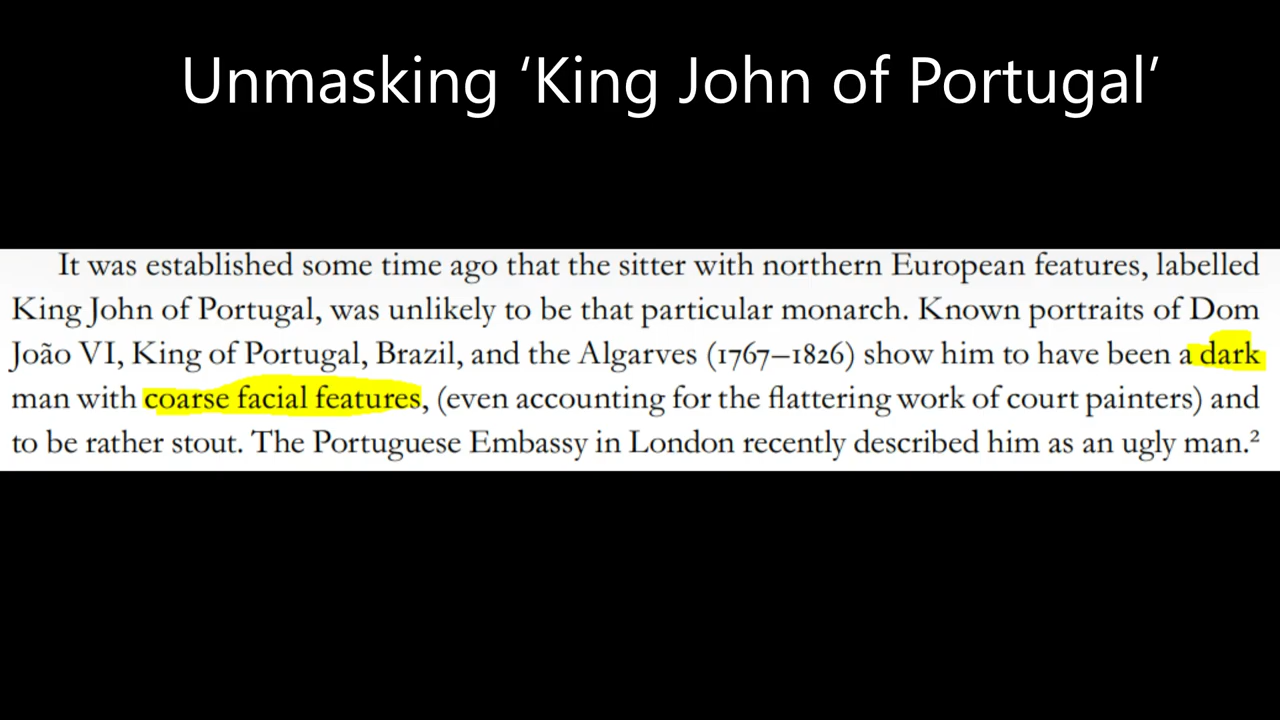 Unmasking ‘King John of Portugal’
It was established some time ago that the sitter with northern European features, labelled
King John of Portugal, was unlikely to be that particular monarch. Known portraits of Dom
João VI, King of Portugal, Brazil, and the Algarves (1767–1826) show him to have been a dark
man with coarse facial features, (even accounting for the flattering work of court painters) and
to be rather stout. The Portuguese Embassy in London recently described him as an ugly man.²